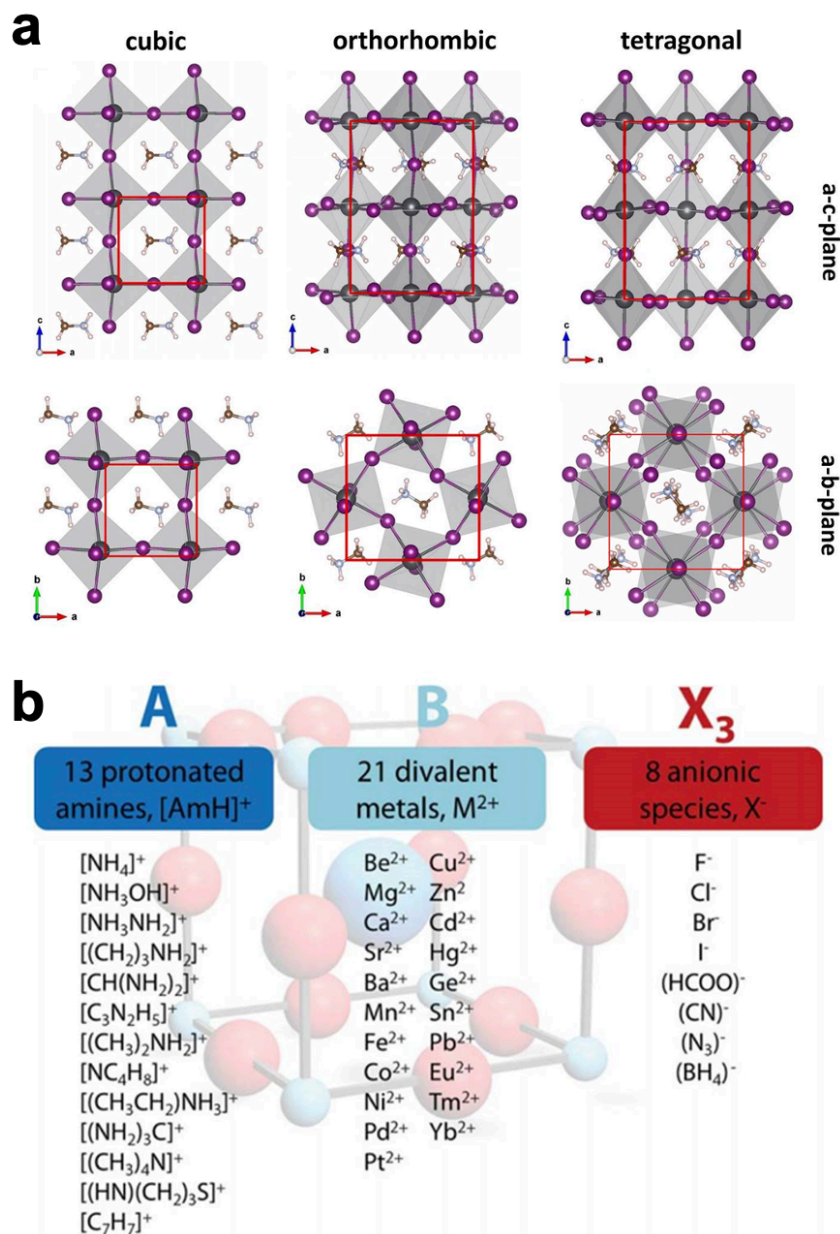 a
cubic
orthorhombic
tetragonal
a-c-plane
c
a
c
a
c
a
a-b-plane
b
a
b
a
b
a
b
A
B
X₃
13 protonated
amines, [AmH]⁺
21 divalent
metals, M²⁺
8 anionic
species, X⁻
[NH₄]⁺
[NH₃OH]⁺
[NH₃NH₂]⁺
[(CH₂)₃NH₂]⁺
[CH(NH₂)₂]⁺
[C₃N₂H₅]⁺
[(CH₃)₂NH₂]⁺
[NC₄H₈]⁺
[(CH₃CH₂)NH₃]⁺
[(NH₂)₃C]⁺
[(CH₃)₄N]⁺
[(HN)(CH₂)₃S]⁺
[C₇H₇]⁺
Be²⁺ Cu²⁺
Mg²⁺ Zn²
Ca²⁺ Cd²⁺
Sr²⁺ Hg²⁺
Ba²⁺ Ge²⁺
Mn²⁺ Sn²⁺
Fe²⁺ Pb²⁺
Co²⁺ Eu²⁺
Ni²⁺ Tm²⁺
Pd²⁺ Yb²⁺
Pt²⁺
F⁻
Cl⁻
Br⁻
I⁻
(HCOO)⁻
(CN)⁻
(N₃)⁻
(BH₄)⁻